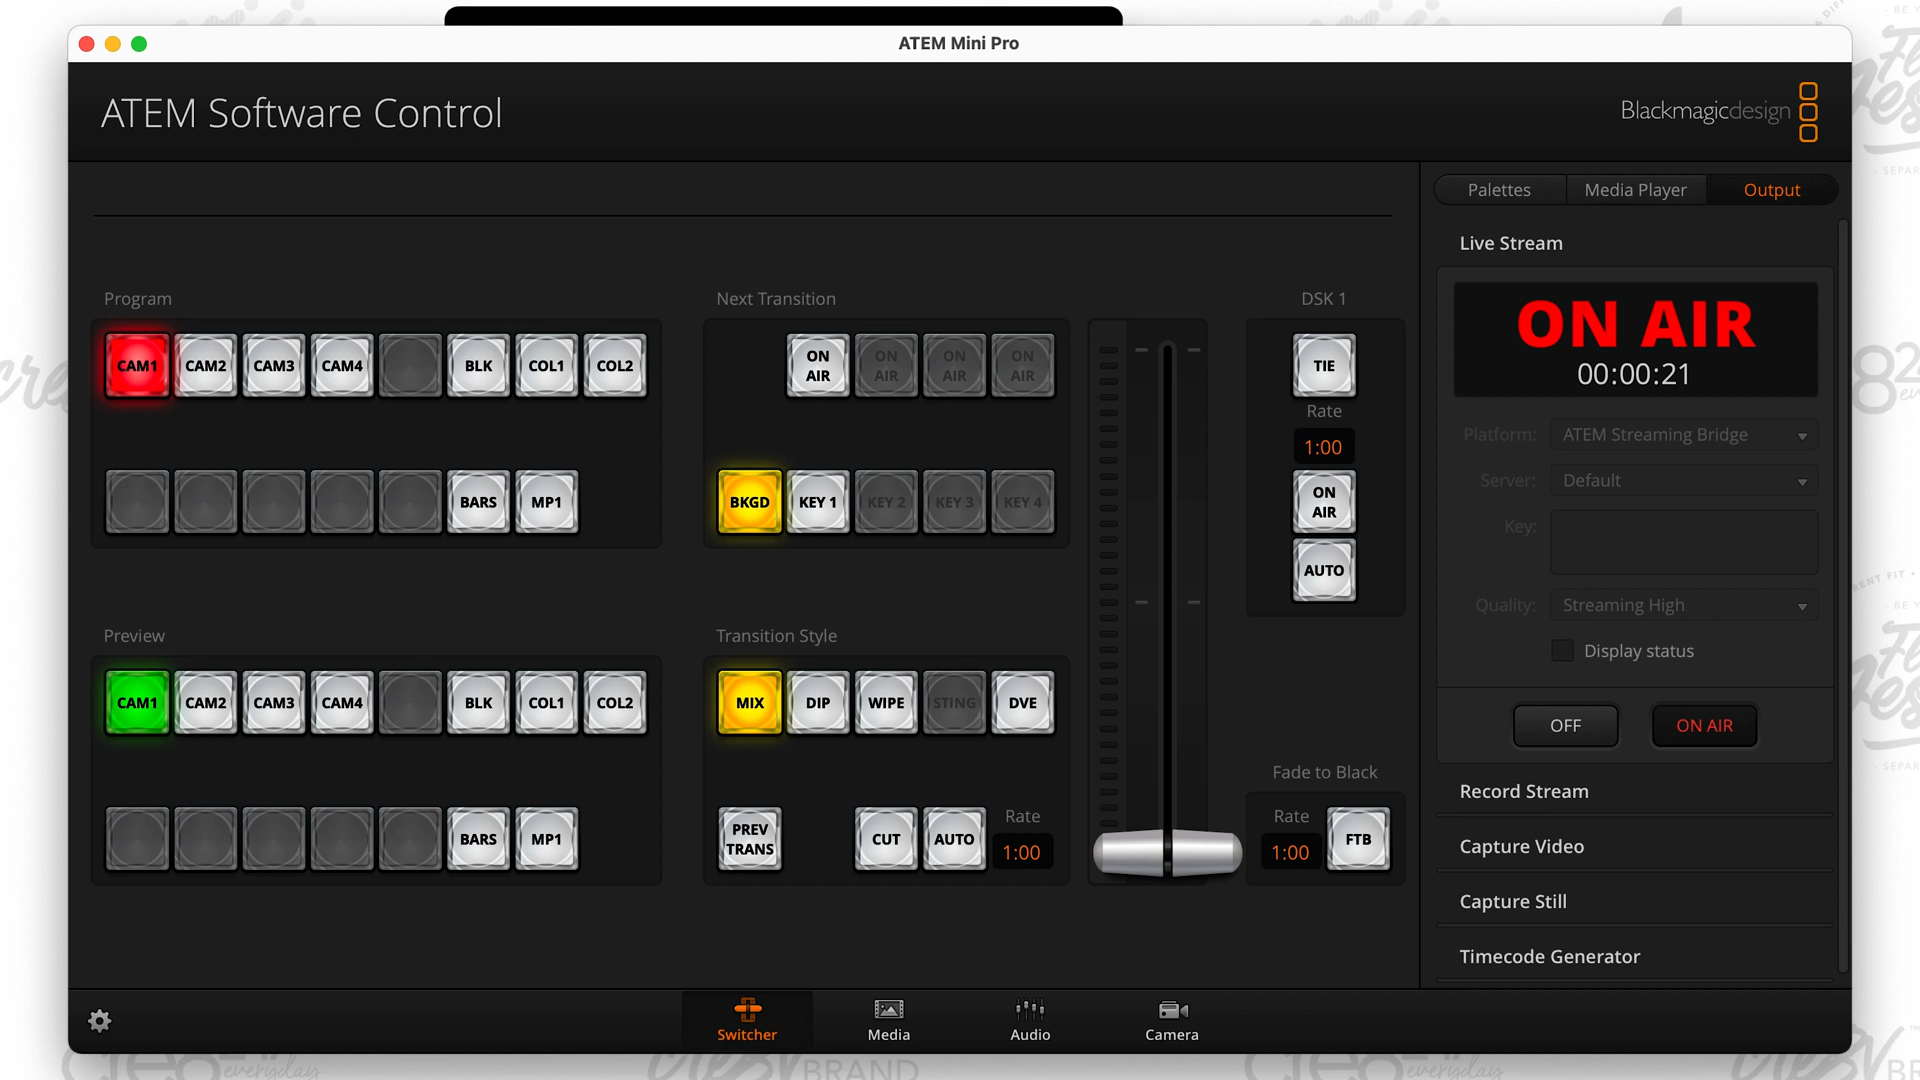 ATEM Mini Pro
ATEM Software Control
Blackmagicdesign
Palettes
Media Player
Output
Live Stream
ON AIR
00:00:21
Platform:
ATEM Streaming Bridge
Server:
Default
Key:
Quality:
Streaming High
Display status
OFF
ON AIR
Record Stream
Capture Video
Capture Still
Timecode Generator
Program
CAM1
CAM2
CAM3
CAM4
BLK
COL1
COL2
BARS
MP1
Next Transition
ON
AIR
ON
AIR
ON
AIR
ON
AIR
BKGD
KEY 1
KEY 2
KEY 3
KEY 4
DSK 1
TIE
Rate
1:00
ON
AIR
AUTO
Preview
CAM1
CAM2
CAM3
CAM4
BLK
COL1
COL2
BARS
MP1
Transition Style
MIX
DIP
WIPE
STING
DVE
PREV
TRANS
CUT
AUTO
Rate
1:00
Fade to Black
Rate
1:00
FTB
Switcher
Media
Audio
Camera
everyday
BRAND
everyday